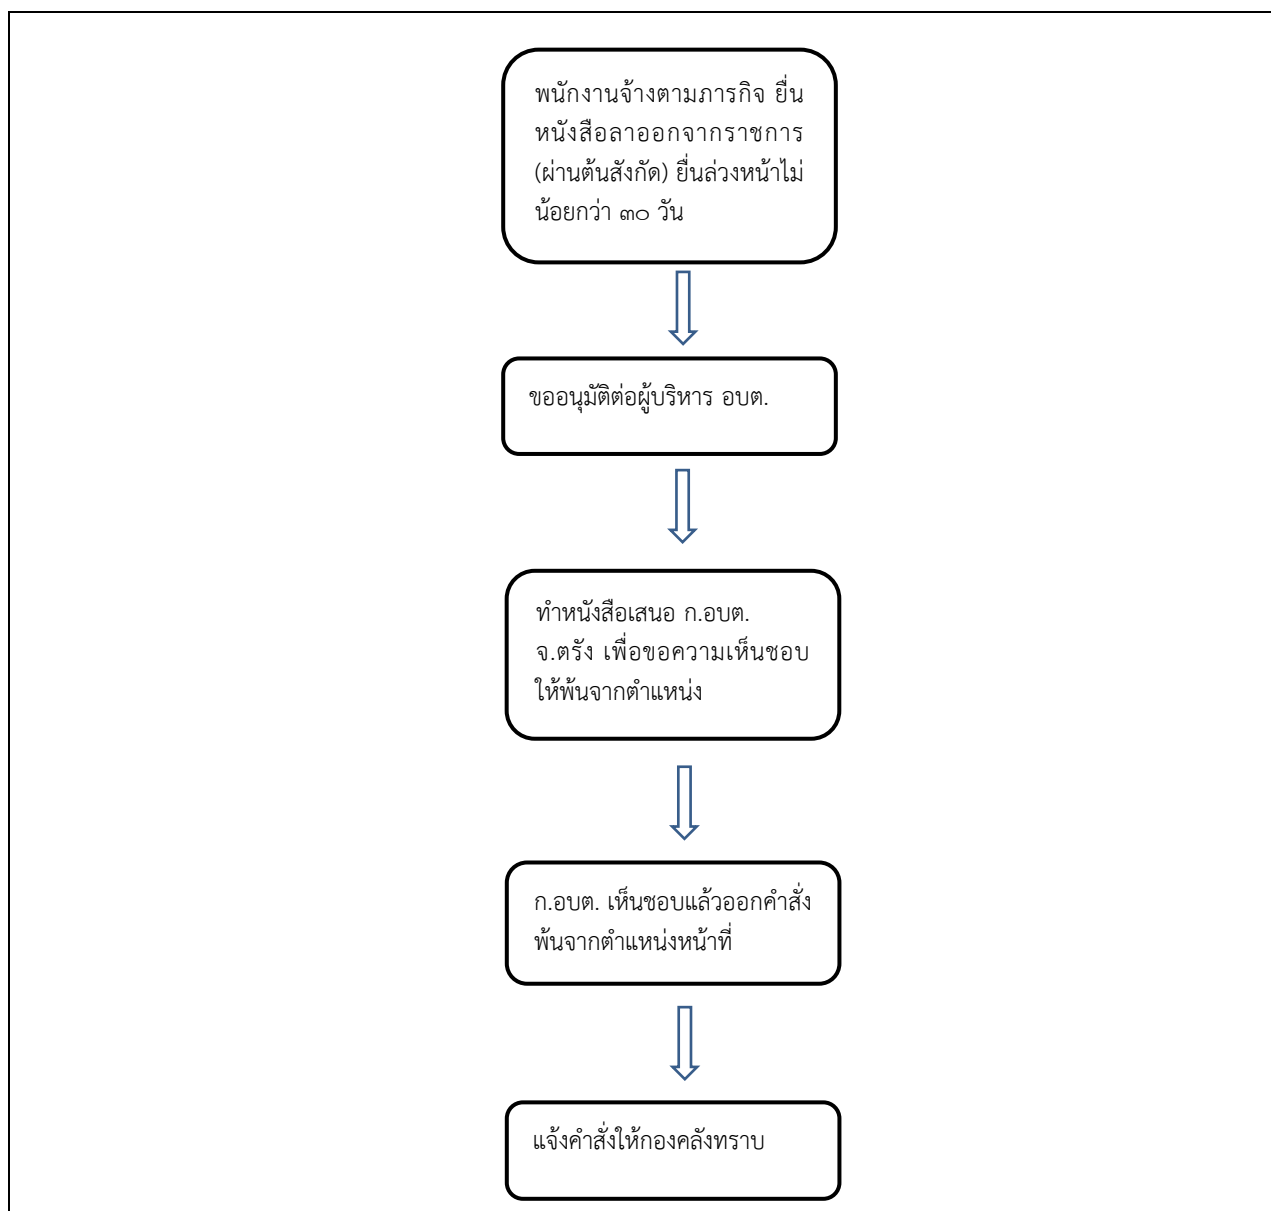 พนักงานจ้างตามภารกิจ ยื่น
หนังสือลาออกจากราชการ
(ผ่านต้นสังกัด) ยื่นล่วงหน้าไม่
น้อยกว่า ๓๐ วัน
ขออนุมัติต่อผู้บริหาร อบต.
ทำหนังสือเสนอ ก.อบต.
จ.ตรัง เพื่อขอความเห็นชอบ
ให้พ้นจากตำแหน่ง
ก.อบต. เห็นชอบแล้วออกคำสั่ง
พ้นจากตำแหน่งหน้าที่
แจ้งคำสั่งให้กองคลังทราบ